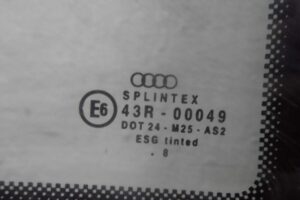 SPLINTEX
E6 43R - 00049
DOT 24 - M25 - AS2
ESG tinted
. 8